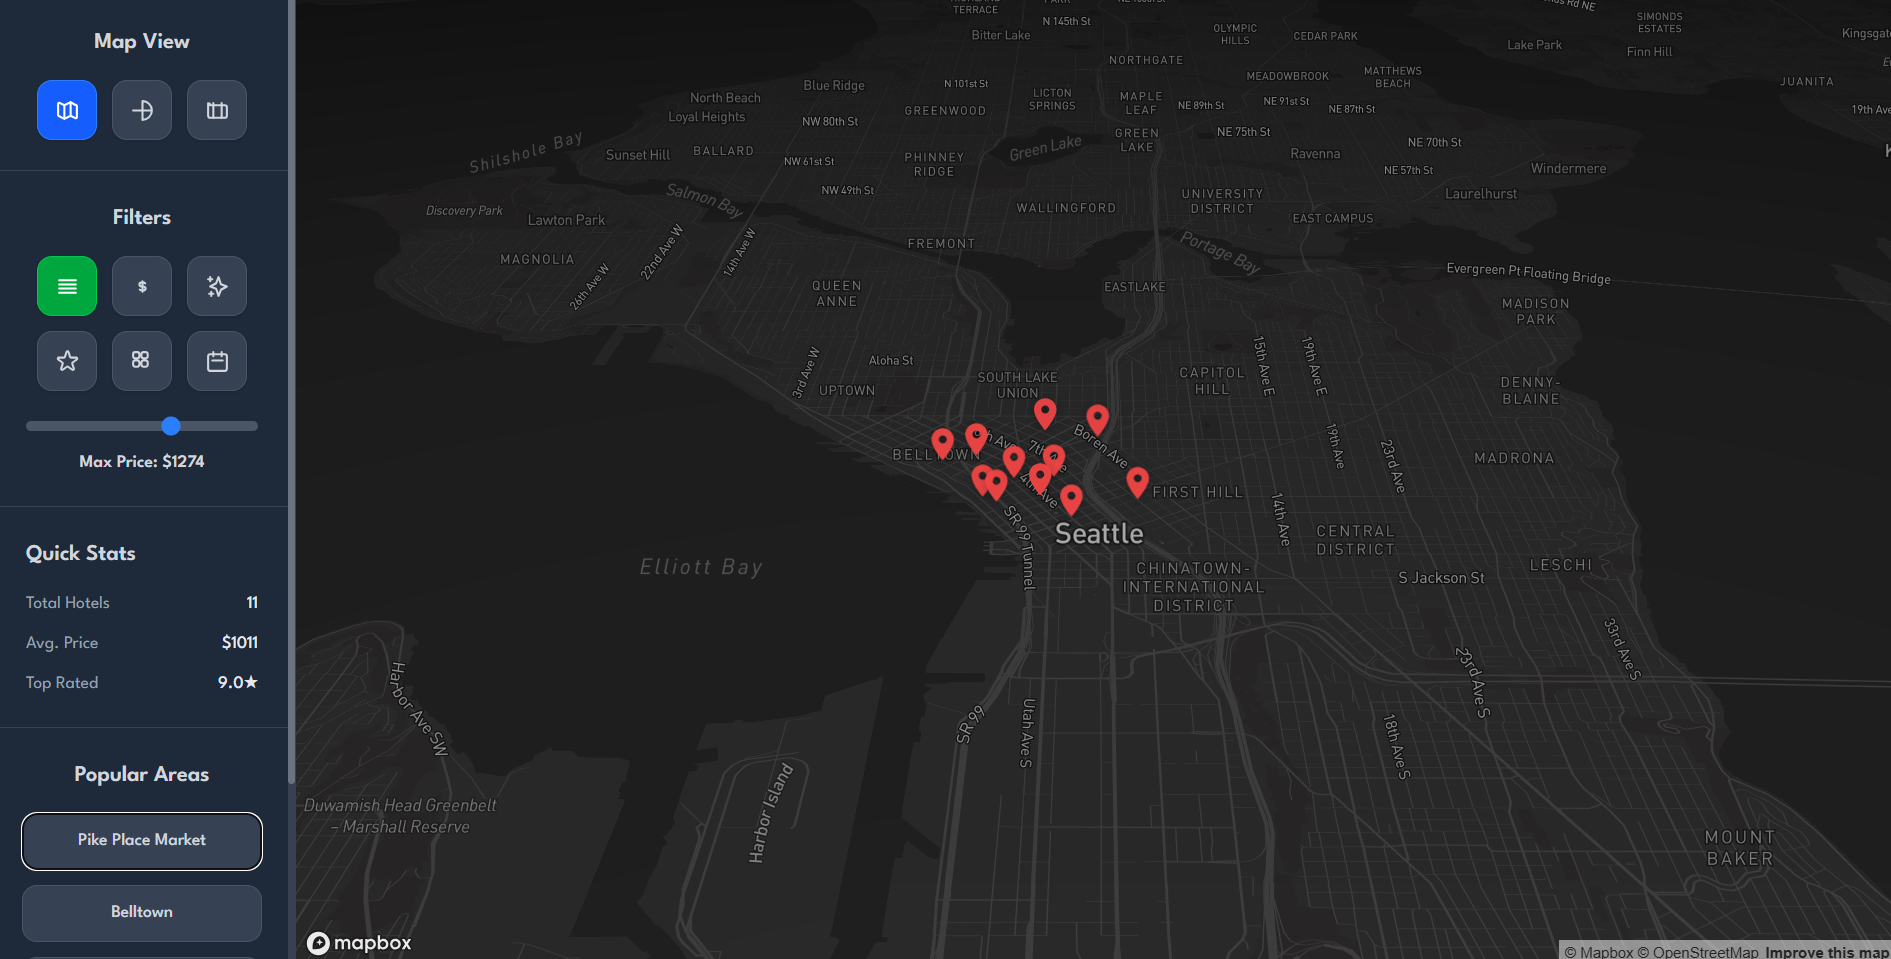 Map View
Filters
$
Max Price: $1274
Quick Stats
Total Hotels 11
Avg. Price $1011
Top Rated 9.0★
Popular Areas
Pike Place Market
Belltown
TERRACE
N 145th St
Bitter Lake
OLYMPIC
HILLS
CEDAR PARK
SIMONDS
ESTATES
Lake Park
Finn Hill
Kingsgat
NORTHGATE
MEADOWBROOK
MATTHEWS
BEACH
JUANITA
Blue Ridge
North Beach
Loyal Heights
N 101st St
GREENWOOD
LICTON
SPRINGS
MAPLE
LEAF
NE 89th St
NE 91st St
NE 87th St
19th Ave
NW 80th St
GREEN
LAKE
NE 75th St
NE 70th St
Shilshole Bay
Sunset Hill
BALLARD
NW 61st St
PHINNEY
RIDGE
Green Lake
Ravenna
NE 57th St
Windermere
Laurelhurst
NW 49th St
Salmon Bay
Discovery Park
Lawton Park
WALLINGFORD
UNIVERSITY
DISTRICT
EAST CAMPUS
22nd Ave W
14th Ave W
FREMONT
Portage Bay
MAGNOLIA
26th Ave W
QUEEN
ANNE
EASTLAKE
Evergreen Pt Floating Bridge
MADISON
PARK
3rd Ave W
Aloha St
UPTOWN
SOUTH LAKE
UNION
CAPITOL
HILL
15th Ave E
19th Ave E
DENNY-
BLAINE
BELLTOWN
Boren Ave
4th Ave
19th Ave
23rd Ave
MADRONA
FIRST HILL
14th Ave
SR 99 Tunnel
Seattle
CENTRAL
DISTRICT
Elliott Bay
CHINATOWN-
INTERNATIONAL
DISTRICT
S Jackson St
LESCHI
33rd Ave S
23rd Ave S
Harbor Ave SW
SR 99
Utah Ave S
18th Ave S
Duwamish Head Greenbelt
– Marshall Reserve
Harbor Island
MOUNT
BAKER
mapbox
© Mapbox © OpenStreetMap Improve this map